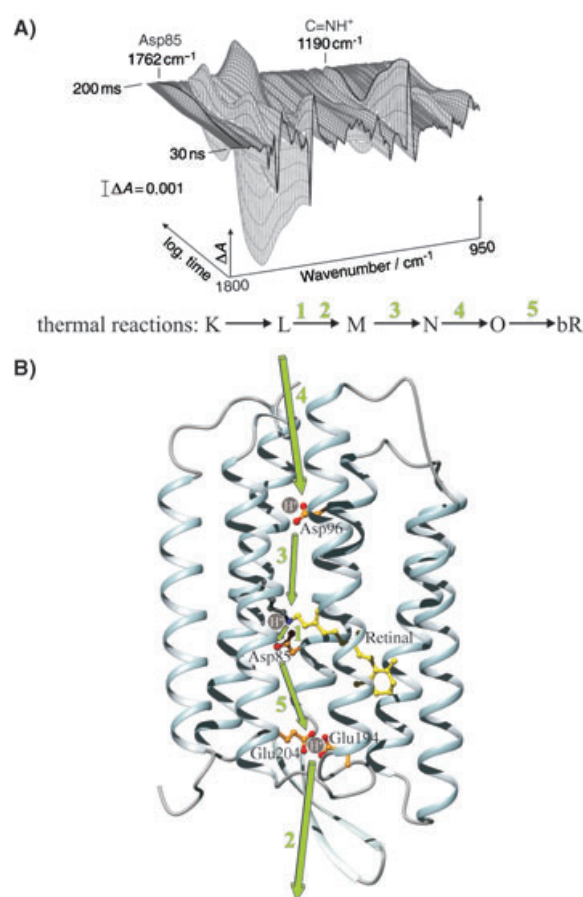 A)
Asp85
1762 cm⁻¹
C=NH⁺
1190 cm⁻¹
200 ms
30 ns
ΔA = 0.001
log. time
ΔA
1800
Wavenumber / cm⁻¹
950
1 2 3 4 5
thermal reactions: K → L → M → N → O → bR
B)
4
H⁺
Asp96
3
H⁺
1
Retinal
Asp85
5
Glu204
H⁺
Glu194
2